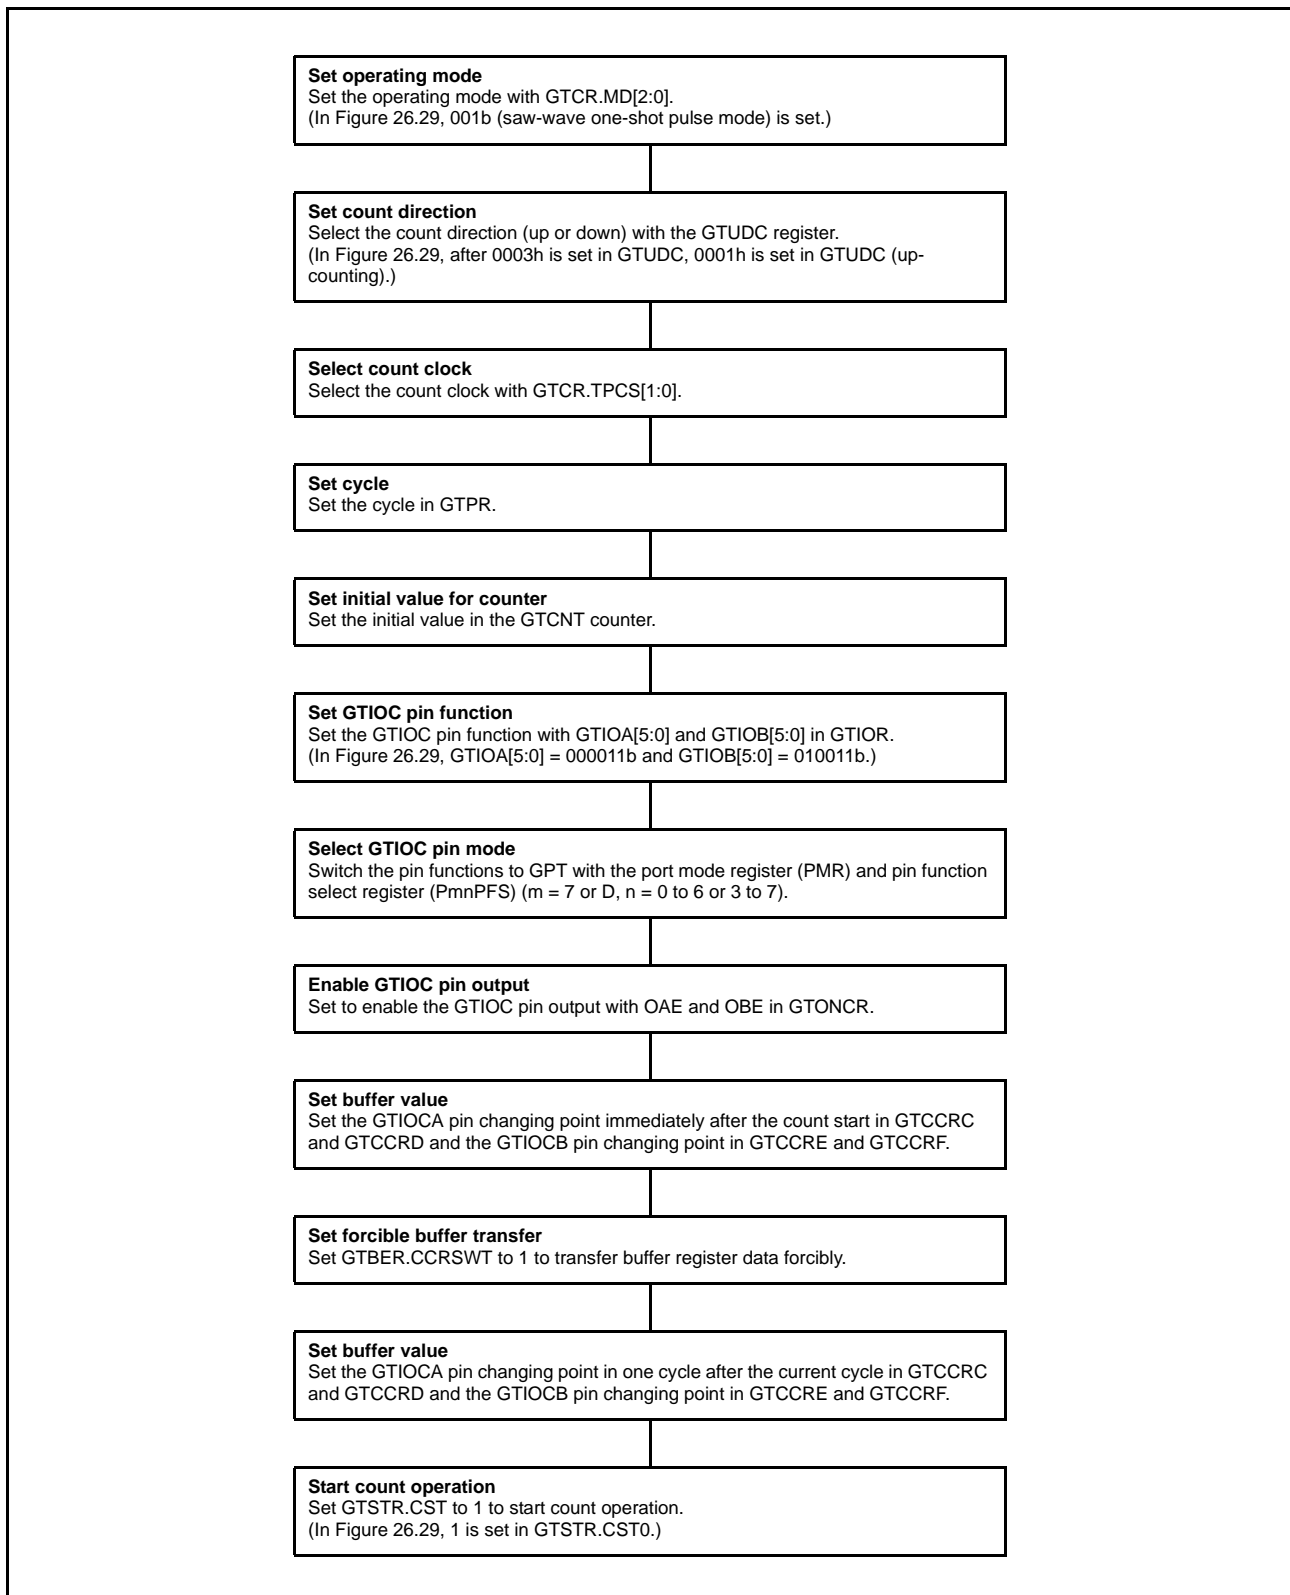 Set operating mode
Set the operating mode with GTCR.MD[2:0].
(In Figure 26.29, 001b (saw-wave one-shot pulse mode) is set.)
Set count direction
Select the count direction (up or down) with the GTUDC register.
(In Figure 26.29, after 0003h is set in GTUDC, 0001h is set in GTUDC (up-
counting).)
Select count clock
Select the count clock with GTCR.TPCS[1:0].
Set cycle
Set the cycle in GTPR.
Set initial value for counter
Set the initial value in the GTCNT counter.
Set GTIOC pin function
Set the GTIOC pin function with GTIOA[5:0] and GTIOB[5:0] in GTIOR.
(In Figure 26.29, GTIOA[5:0] = 000011b and GTIOB[5:0] = 010011b.)
Select GTIOC pin mode
Switch the pin functions to GPT with the port mode register (PMR) and pin function
select register (PmnPFS) (m = 7 or D, n = 0 to 6 or 3 to 7).
Enable GTIOC pin output
Set to enable the GTIOC pin output with OAE and OBE in GTONCR.
Set buffer value
Set the GTIOCA pin changing point immediately after the count start in GTCCRC
and GTCCRD and the GTIOCB pin changing point in GTCCRE and GTCCRF.
Set forcible buffer transfer
Set GTBER.CCRSWT to 1 to transfer buffer register data forcibly.
Set buffer value
Set the GTIOCA pin changing point in one cycle after the current cycle in GTCCRC
and GTCCRD and the GTIOCB pin changing point in GTCCRE and GTCCRF.
Start count operation
Set GTSTR.CST to 1 to start count operation.
(In Figure 26.29, 1 is set in GTSTR.CST0.)